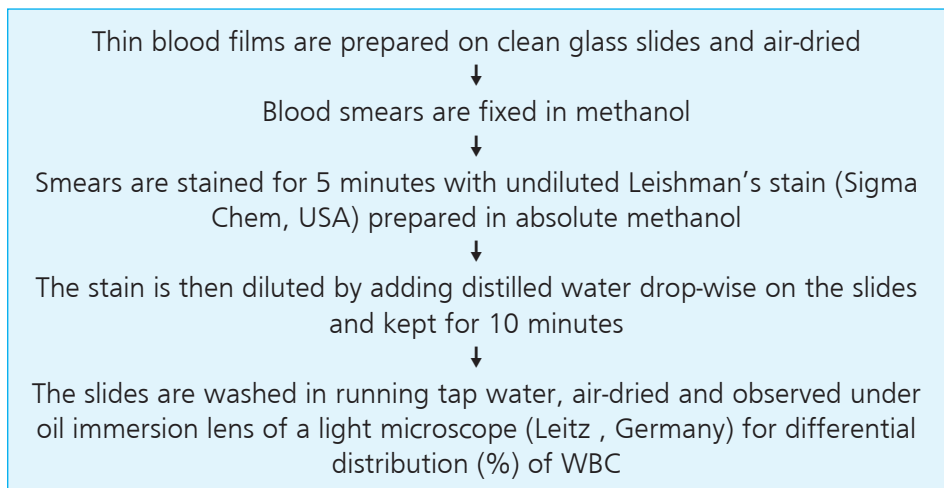 Thin blood films are prepared on clean glass slides and air-dried
Blood smears are fixed in methanol
Smears are stained for 5 minutes with undiluted Leishman’s stain (Sigma
Chem, USA) prepared in absolute methanol
The stain is then diluted by adding distilled water drop-wise on the slides
and kept for 10 minutes
The slides are washed in running tap water, air-dried and observed under
oil immersion lens of a light microscope (Leitz , Germany) for differential
distribution (%) of WBC